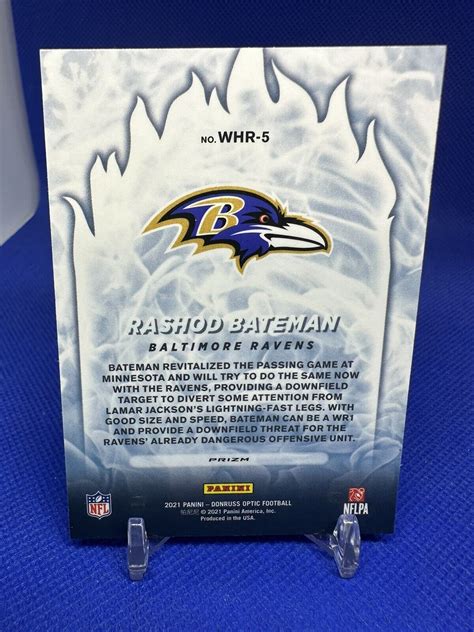 NO. WHR-5
B
RASHOD BATEMAN
BALTIMORE RAVENS
BATEMAN REVITALIZED THE PASSING GAME AT
MINNESOTA AND WILL TRY TO DO THE SAME NOW
WITH THE RAVENS, PROVIDING A DOWNFIELD
TARGET TO DIVERT SOME ATTENTION FROM
LAMAR JACKSON'S LIGHTNING-FAST LEGS. WITH
GOOD SIZE AND SPEED, BATEMAN CAN BE A WR1
AND PROVIDE A DOWNFIELD THREAT FOR THE
RAVENS' ALREADY DANGEROUS OFFENSIVE UNIT.
PRIZM
PANINI
NFL
2021 PANINI – DONRUSS OPTIC FOOTBALL
© 2021 Panini America, Inc.
Produced in the USA.
NFLPA